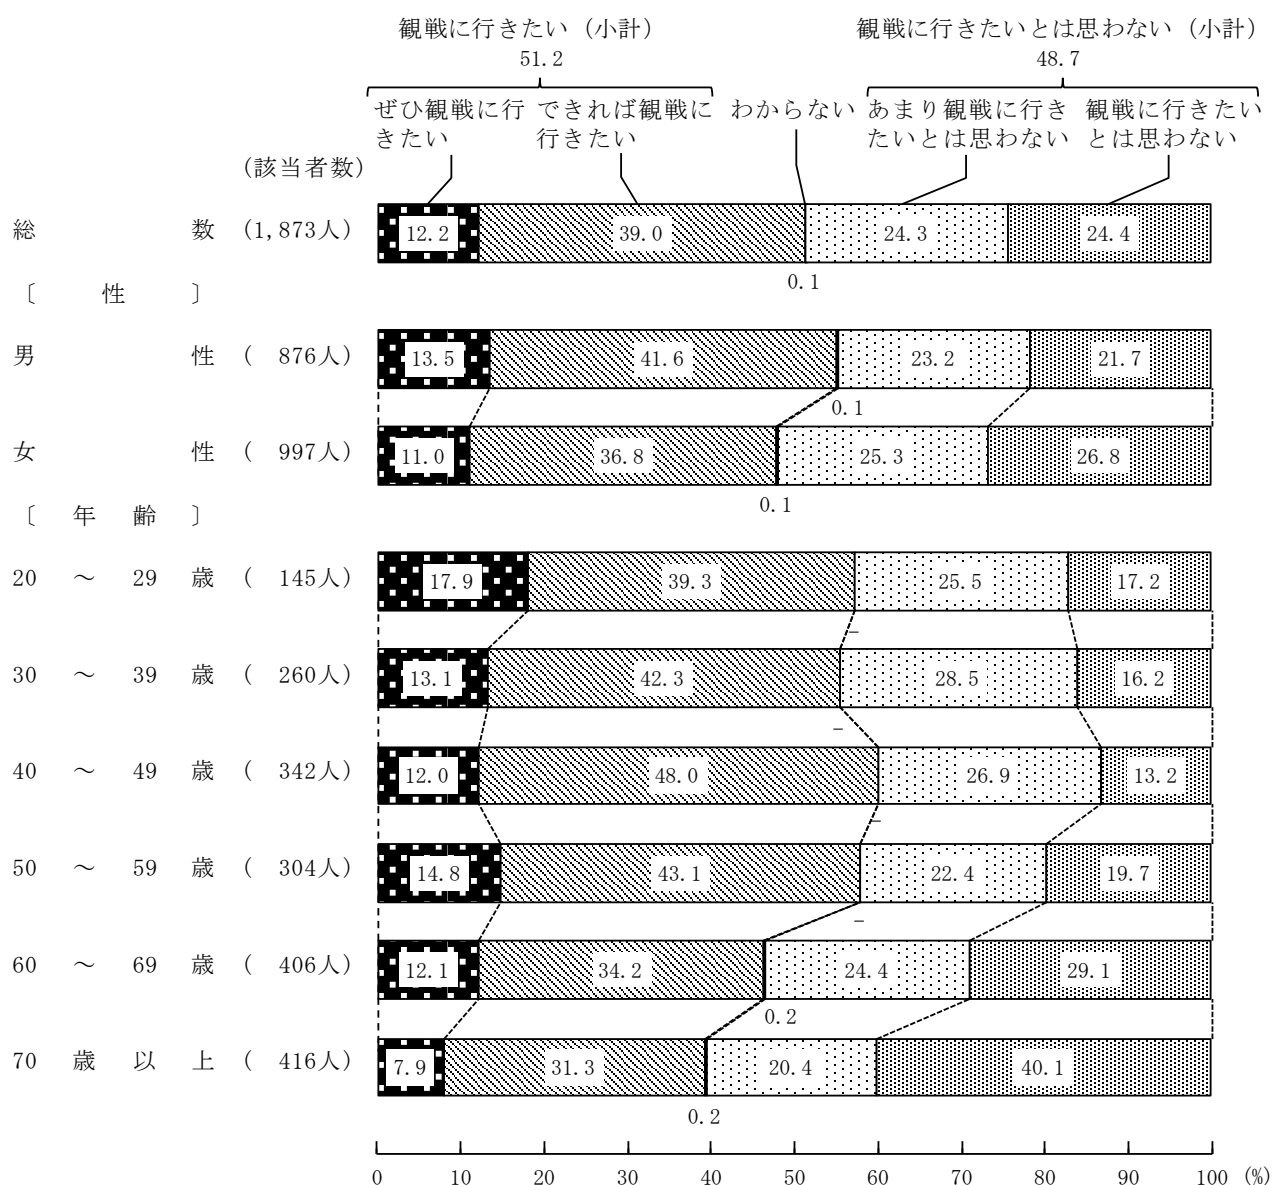 観戦に行きたい（小計） 観戦に行きたいとは思わない（小計）
51.2 48.7
ぜひ観戦に行きたい
できれば観戦に行きたい
わからない
あまり観戦に行きたいとは思わない
観戦に行きたいとは思わない
（該当者数）
総数 （1,873人） 12.2 39.0 24.3 24.4
0.1
〔性〕
男性 （876人） 13.5 41.6 23.2 21.7
0.1
女性 （997人） 11.0 36.8 25.3 26.8
0.1
〔年齢〕
20～29歳 （145人） 17.9 39.3 25.5 17.2
−
30～39歳 （260人） 13.1 42.3 28.5 16.2
−
40～49歳 （342人） 12.0 48.0 26.9 13.2
−
50～59歳 （304人） 14.8 43.1 22.4 19.7
−
60～69歳 （406人） 12.1 34.2 24.4 29.1
0.2
70歳以上 （416人） 7.9 31.3 20.4 40.1
0.2
0 10 20 30 40 50 60 70 80 90 100 (%)